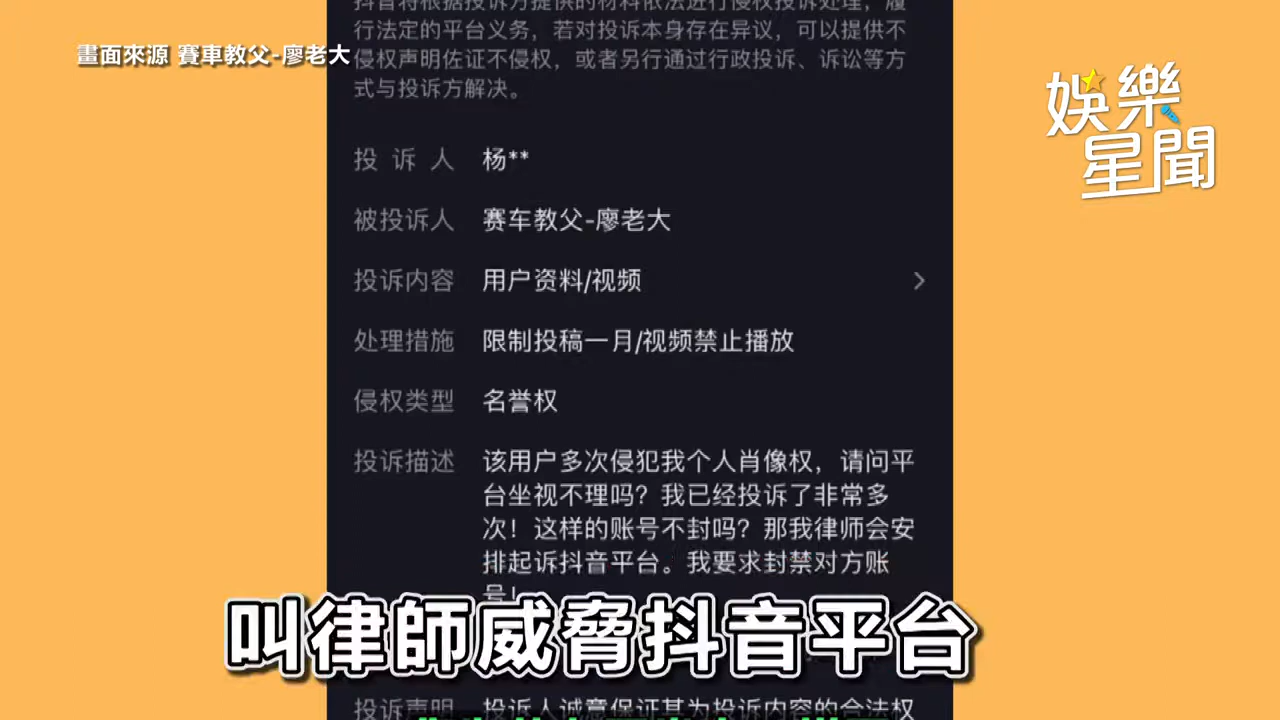 抖音将根据投诉方提供的材料依法进行侵权投诉处理，履
行法定的平台义务，若对投诉本身存在异议，可以提供不
侵权声明佐证不侵权，或者另行通过行政投诉、诉讼等方
式与投诉方解决。
畫面來源 賽車教父-廖老大
娛樂
星聞
投诉人 杨**
被投诉人 赛车教父-廖老大
投诉内容 用户资料/视频
处理措施 限制投稿一月/视频禁止播放
侵权类型 名誉权
投诉描述 该用户多次侵犯我个人肖像权，请问平
台坐视不理吗？我已经投诉了非常多
次！这样的账号不封吗？那我律师会安
排起诉抖音平台。我要求封禁对方账
号！
叫律師威脅抖音平台
投诉声明 投诉人诚意保证其为投诉内容的合法权